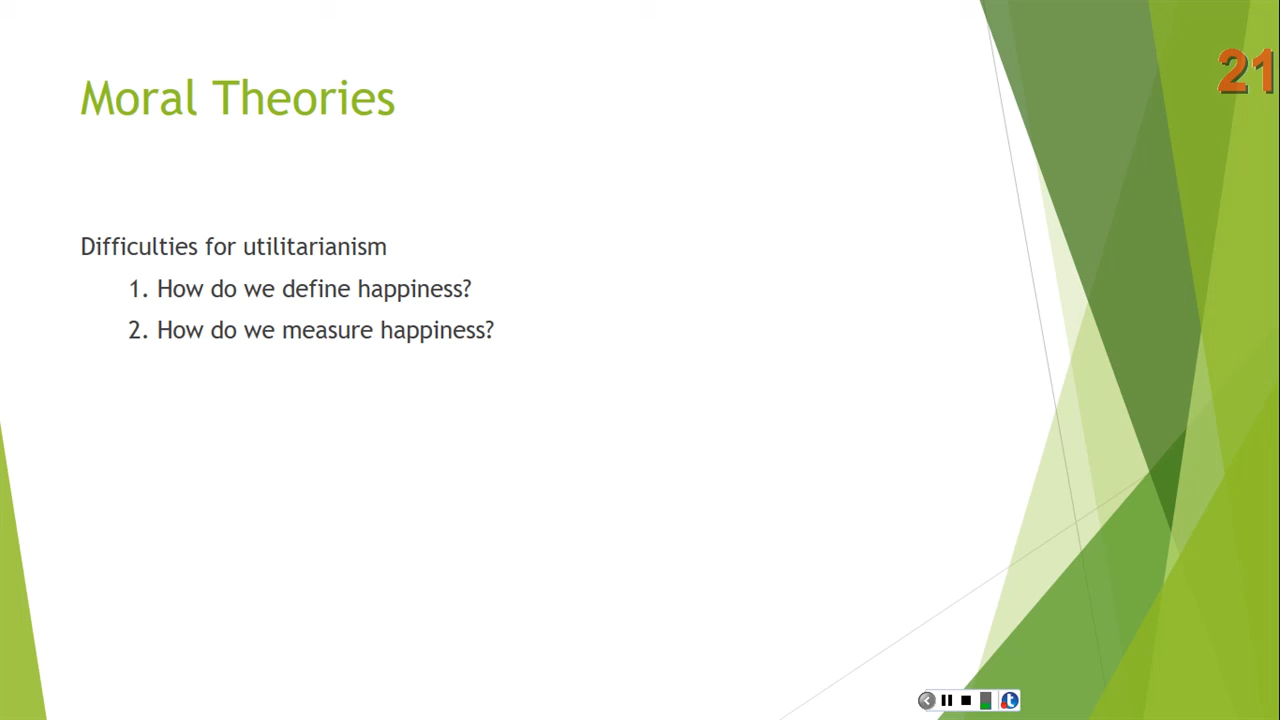 21
Moral Theories
Difficulties for utilitarianism
1. How do we define happiness?
2. How do we measure happiness?
t